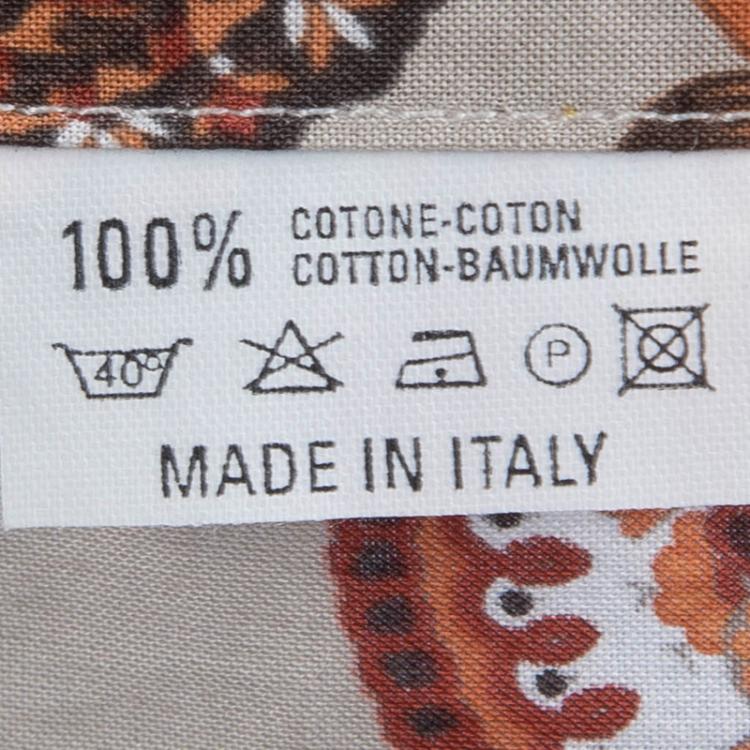 100% COTONE-COTON
COTTON-BAUMWOLLE
40°
P
MADE IN ITALY